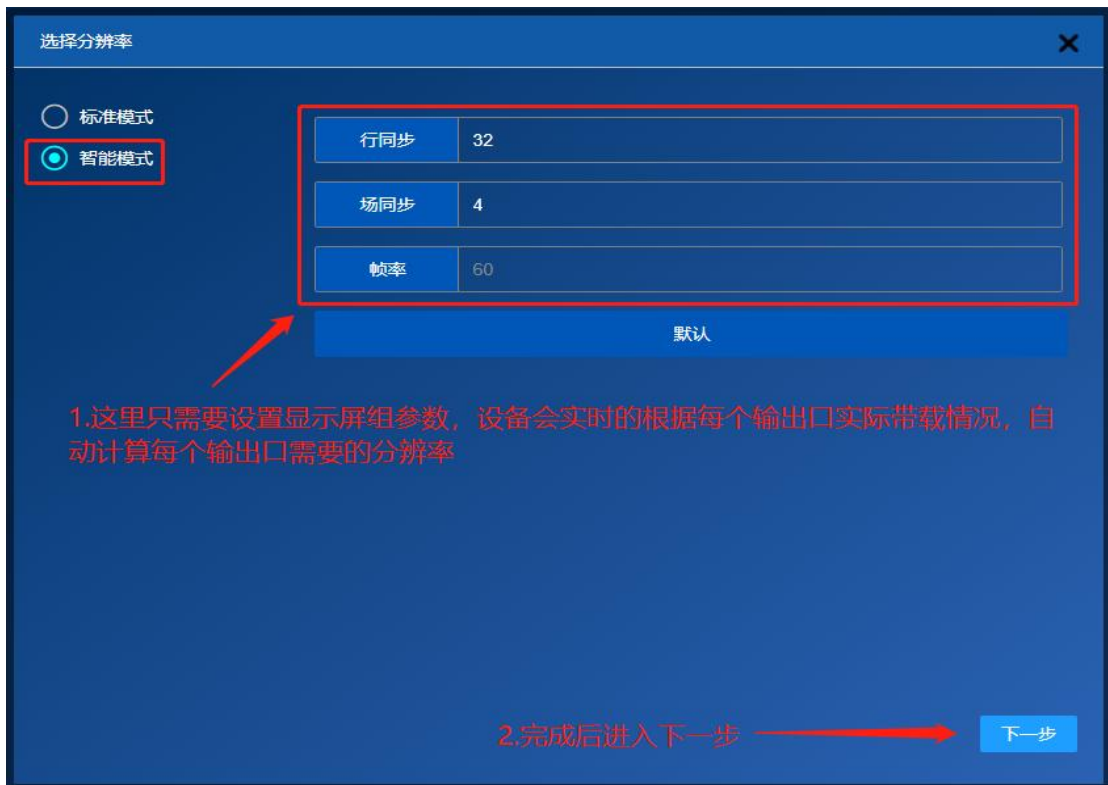 选择分辨率
标准模式
智能模式
行同步 32
场同步 4
帧率 60
默认
1.这里只需要设置显示屏组参数，设备会实时的根据每个输出口实际带载情况，自
动计算每个输出口需要的分辨率
2.完成后进入下一步
下一步